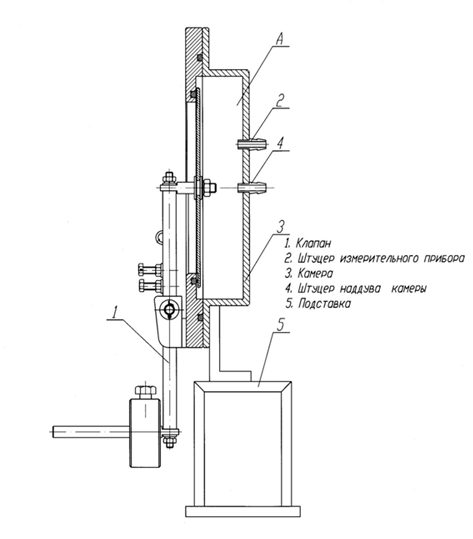 А
2
4
3
1. Клапан
2. Штуцер измерительного прибора
3. Камера
4. Штуцер наддува камеры
5. Подставка
1
5